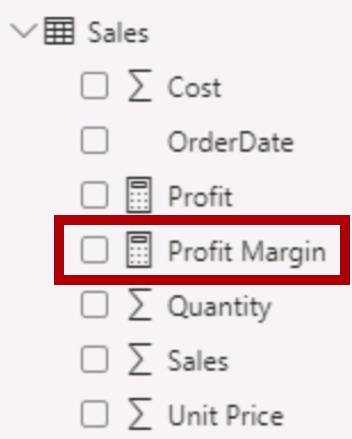 Sales
Cost
OrderDate
Profit
Profit Margin
Quantity
Sales
Unit Price